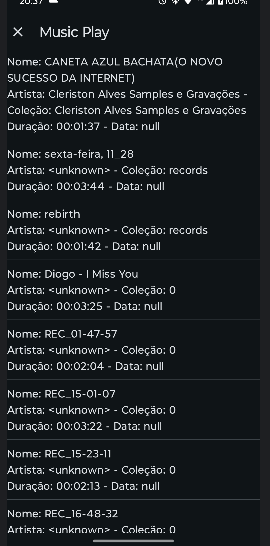 20:37
100%
Music Play
Nome: CANETA AZUL BACHATA(O NOVO
SUCESSO DA INTERNET)
Artista: Cleriston Alves Samples e Gravações -
Coleção: Cleriston Alves Samples e Gravações
Duração: 00:01:37 - Data: null
Nome: sexta-feira, 11_28
Artista: <unknown> - Coleção: records
Duração: 00:03:44 - Data: null
Nome: rebirth
Artista: <unknown> - Coleção: records
Duração: 00:01:42 - Data: null
Nome: Diogo - I Miss You
Artista: <unknown> - Coleção: 0
Duração: 00:03:25 - Data: null
Nome: REC_01-47-57
Artista: <unknown> - Coleção: 0
Duração: 00:02:04 - Data: null
Nome: REC_15-01-07
Artista: <unknown> - Coleção: 0
Duração: 00:03:22 - Data: null
Nome: REC_15-23-11
Artista: <unknown> - Coleção: 0
Duração: 00:02:13 - Data: null
Nome: REC_16-48-32
Artista: <unknown> - Coleção: 0